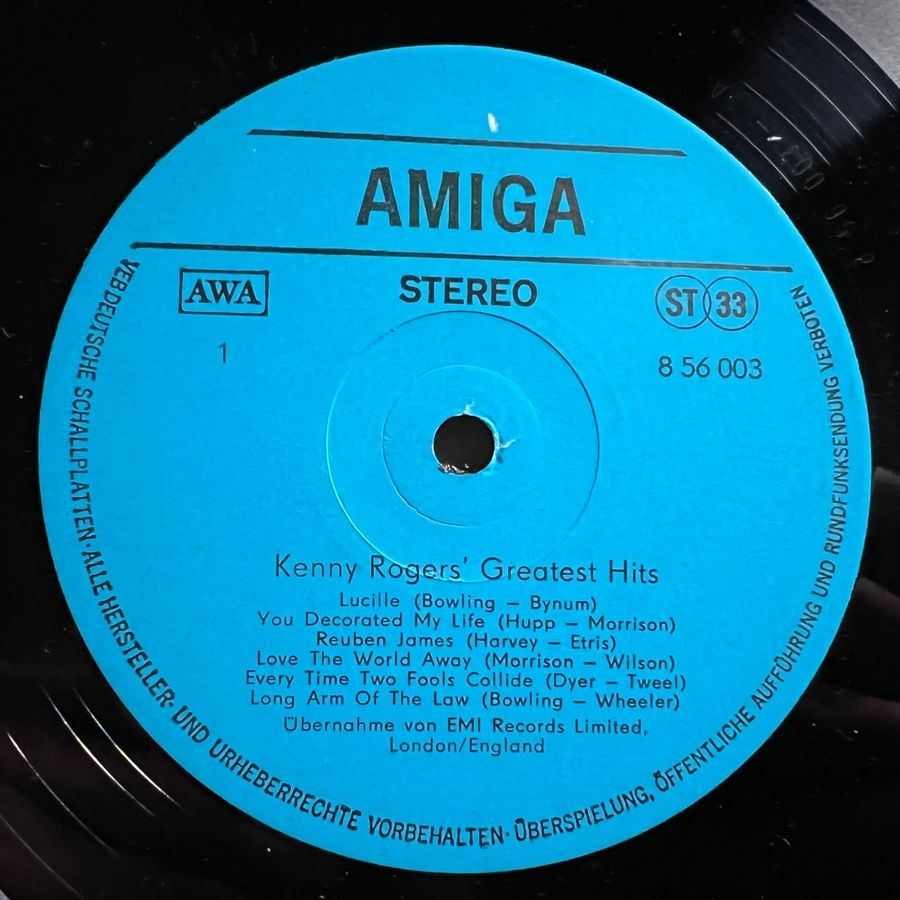 AMIGA
AWA
STEREO
ST 33
1
8 56 003
Kenny Rogers' Greatest Hits
Lucille (Bowling – Bynum)
You Decorated My Life (Hupp – Morrison)
Reuben James (Harvey – Etris)
Love The World Away (Morrison – Wilson)
Every Time Two Fools Collide (Dyer – Tweel)
Long Arm Of The Law (Bowling – Wheeler)
Übernahme von EMI Records Limited,
London/England
VEB DEUTSCHE SCHALLPLATTEN · ALLE HERSTELLER- UND URHEBERRECHTE VORBEHALTEN · ÜBERSPIELUNG, ÖFFENTLICHE AUFFÜHRUNG UND RUNDFUNKSENDUNG VERBOTEN